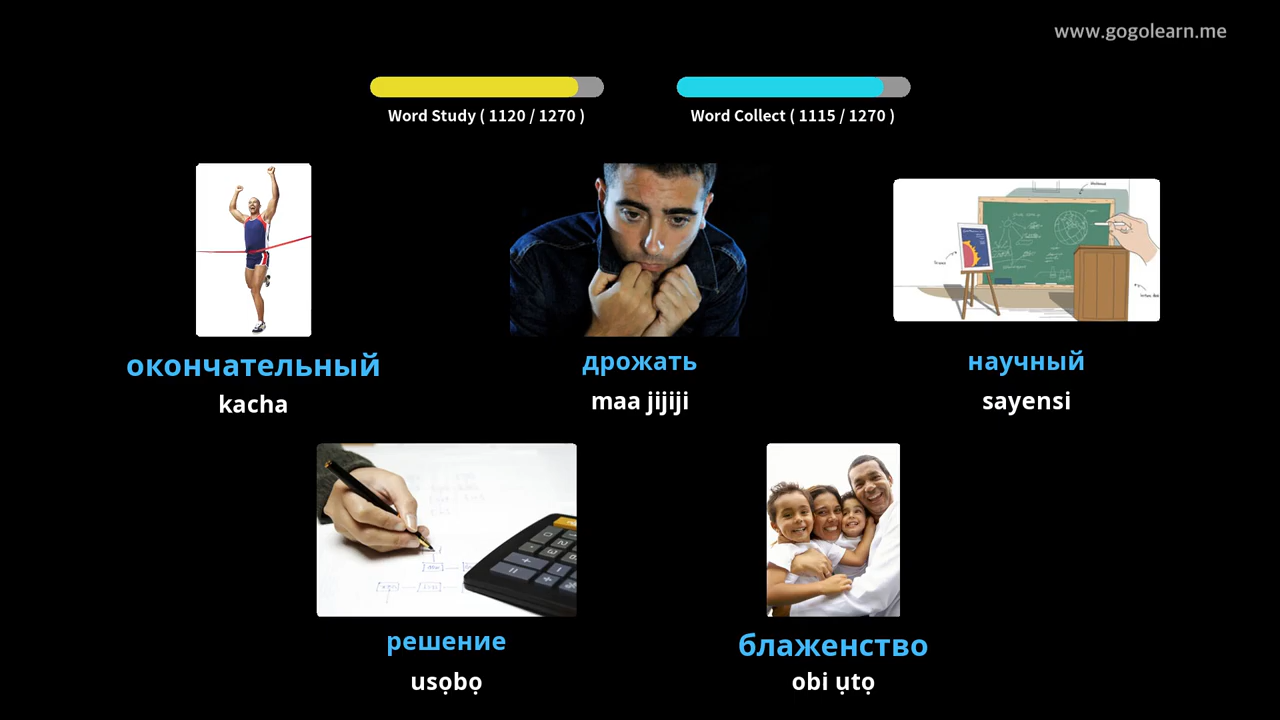 www.gogolearn.me
Word Study ( 1120 / 1270 )
Word Collect ( 1115 / 1270 )
окончательный
kacha
дрожать
maa jijiji
научный
sayensi
решение
usọbọ
блаженство
obi ụtọ